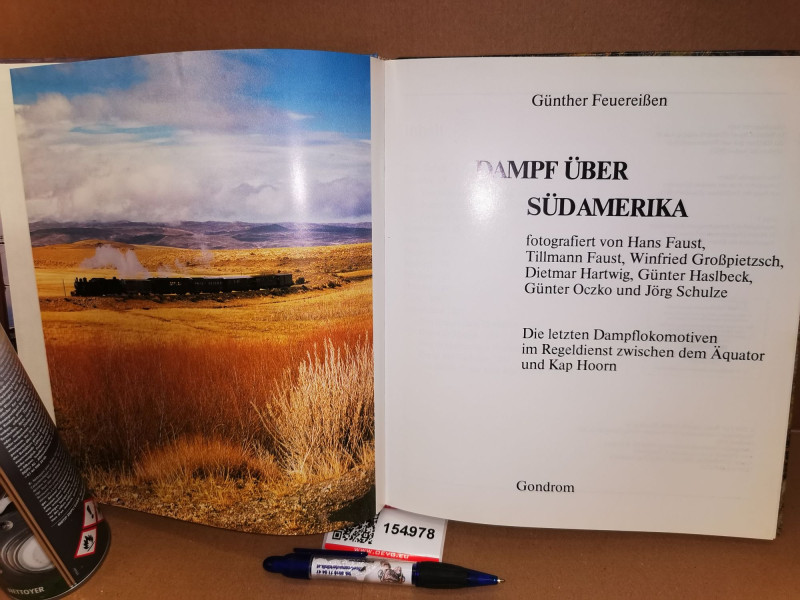 Günther Feuereißen
DAMPF ÜBER
SÜDAMERIKA
fotografiert von Hans Faust,
Tillmann Faust, Winfried Großpietzsch,
Dietmar Hartwig, Günter Haslbeck,
Günter Oczko und Jörg Schulze
Die letzten Dampflokomotiven
im Regeldienst zwischen dem Äquator
und Kap Hoorn
Gondrom
154978
NETTOYER